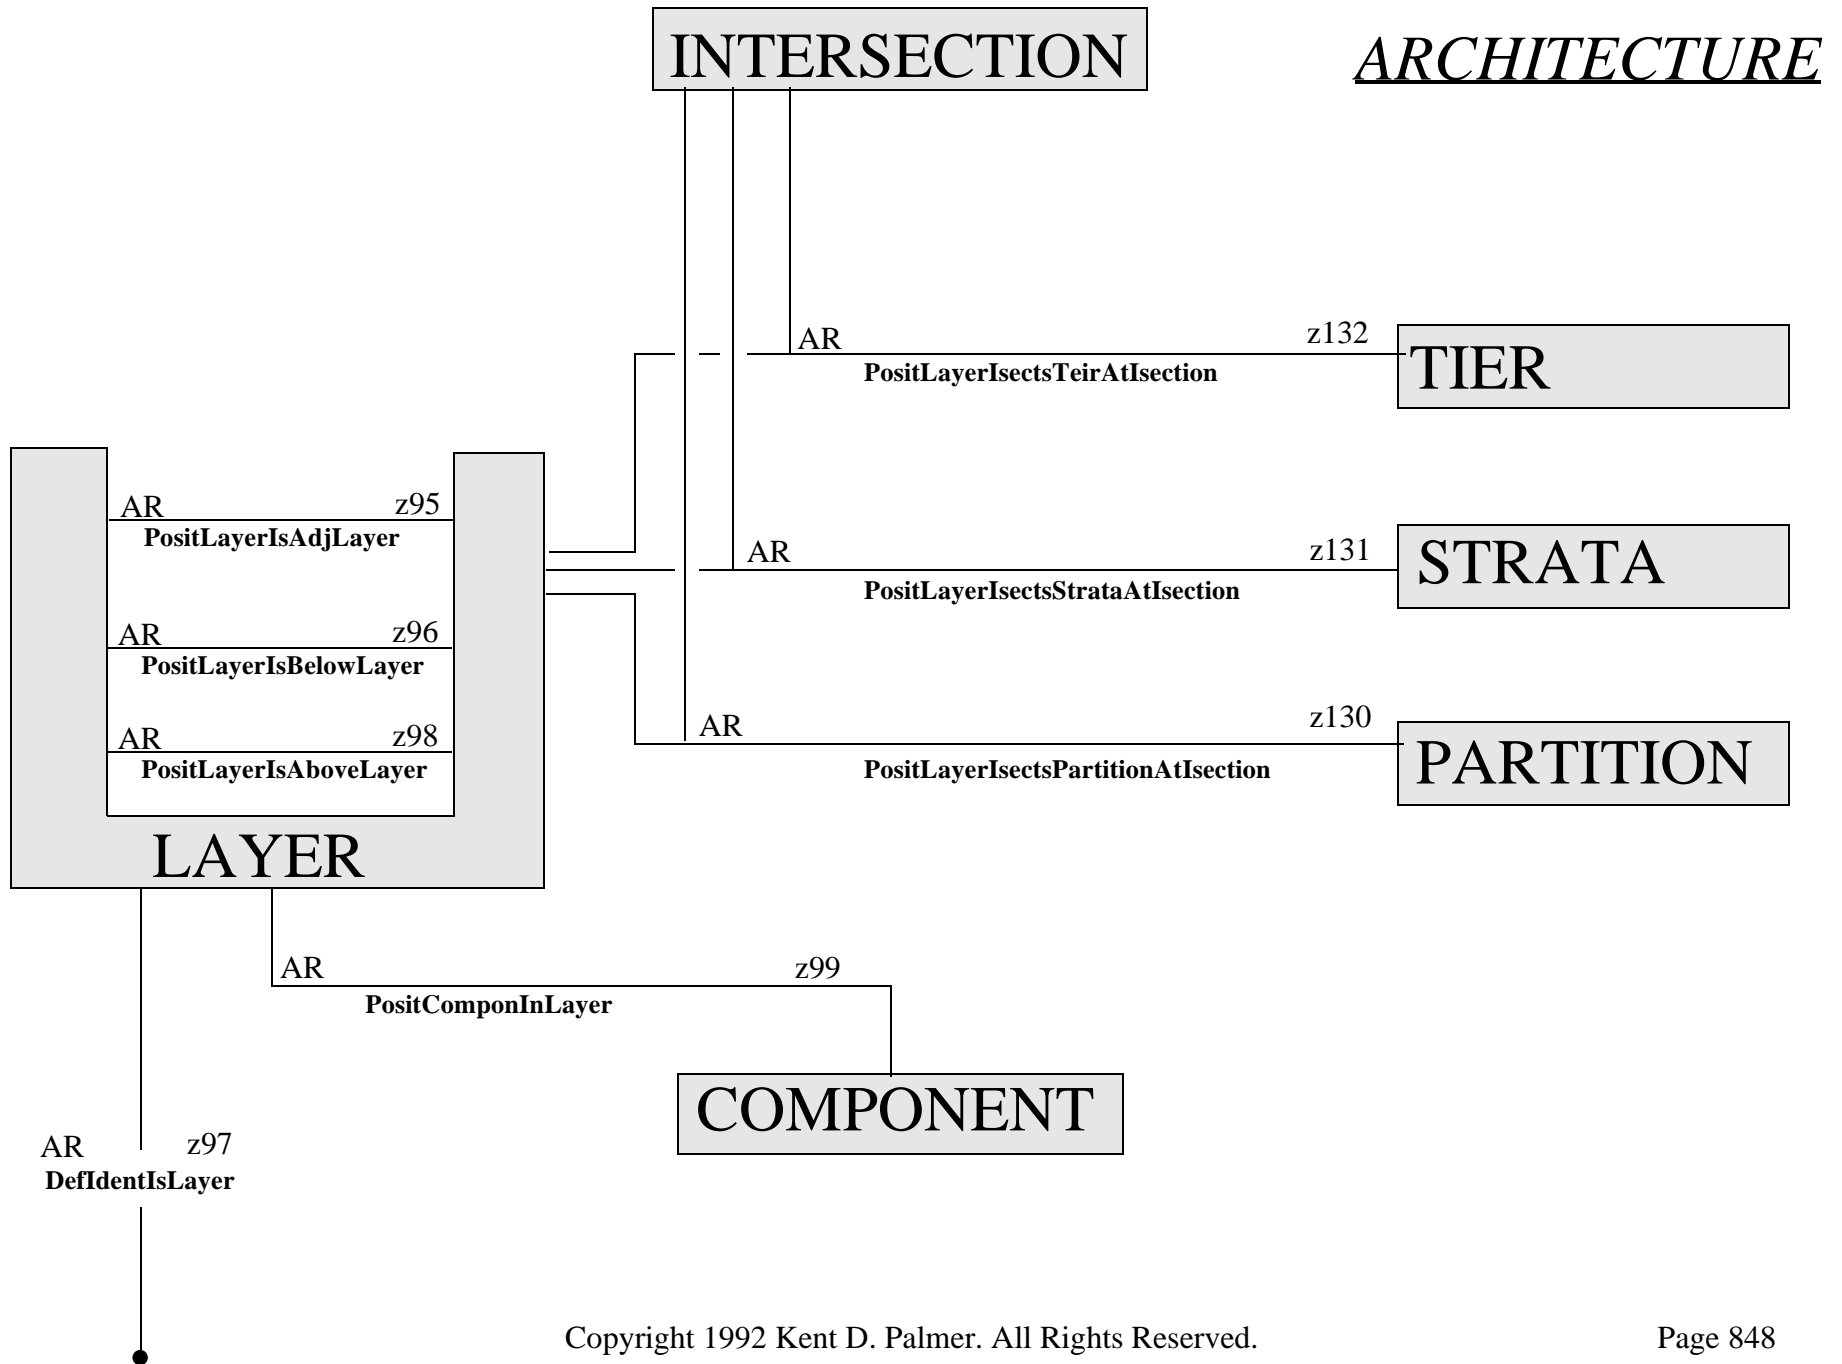 INTERSECTION
ARCHITECTURE
AR
z132
PositLayerIsectsTeirAtIsection
TIER
AR
z95
PositLayerIsAdjLayer
AR
z131
PositLayerIsectsStrataAtIsection
STRATA
AR
z96
PositLayerIsBelowLayer
AR
z98
PositLayerIsAboveLayer
AR
z130
PositLayerIsectsPartitionAtIsection
PARTITION
LAYER
AR
z99
PositComponInLayer
COMPONENT
AR
z97
DefIdentIsLayer
Copyright 1992 Kent D. Palmer. All Rights Reserved.
Page 848